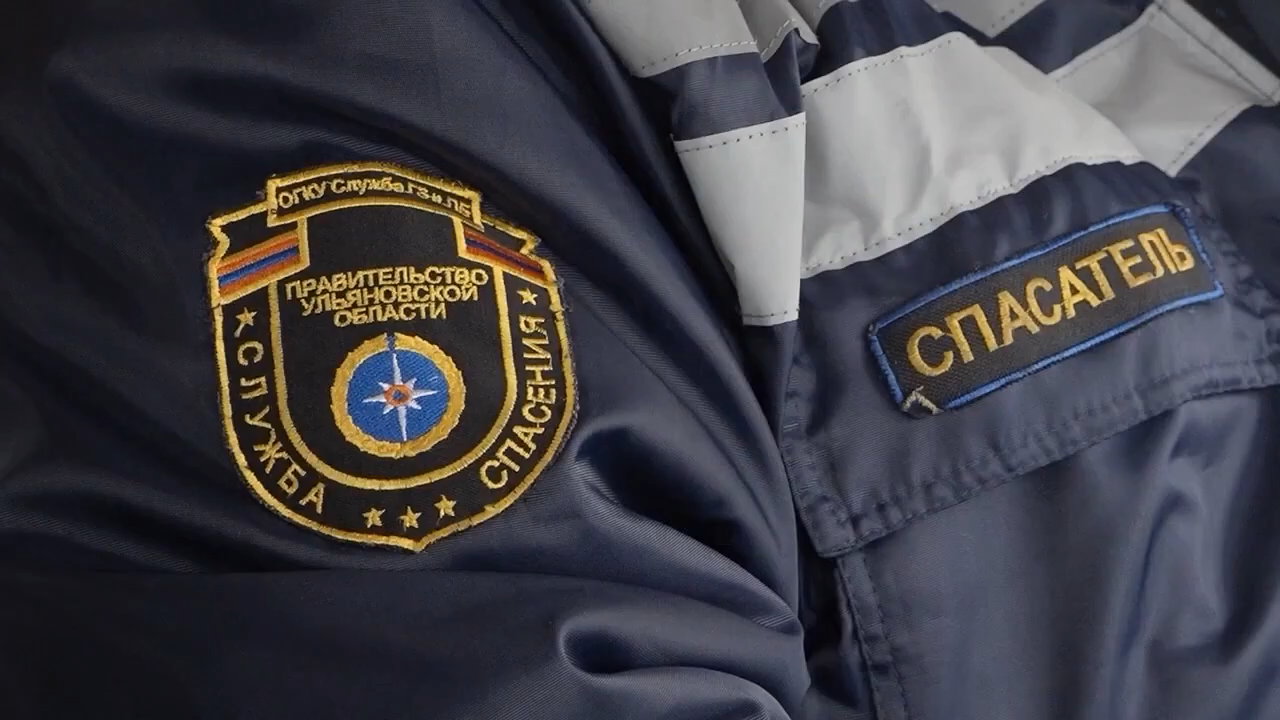 ОГКУ Служба ГЗ и ПБ
ПРАВИТЕЛЬСТВО
УЛЬЯНОВСКОЙ
ОБЛАСТИ
СЛУЖБА
СПАСЕНИЯ
СПАСАТЕЛЬ